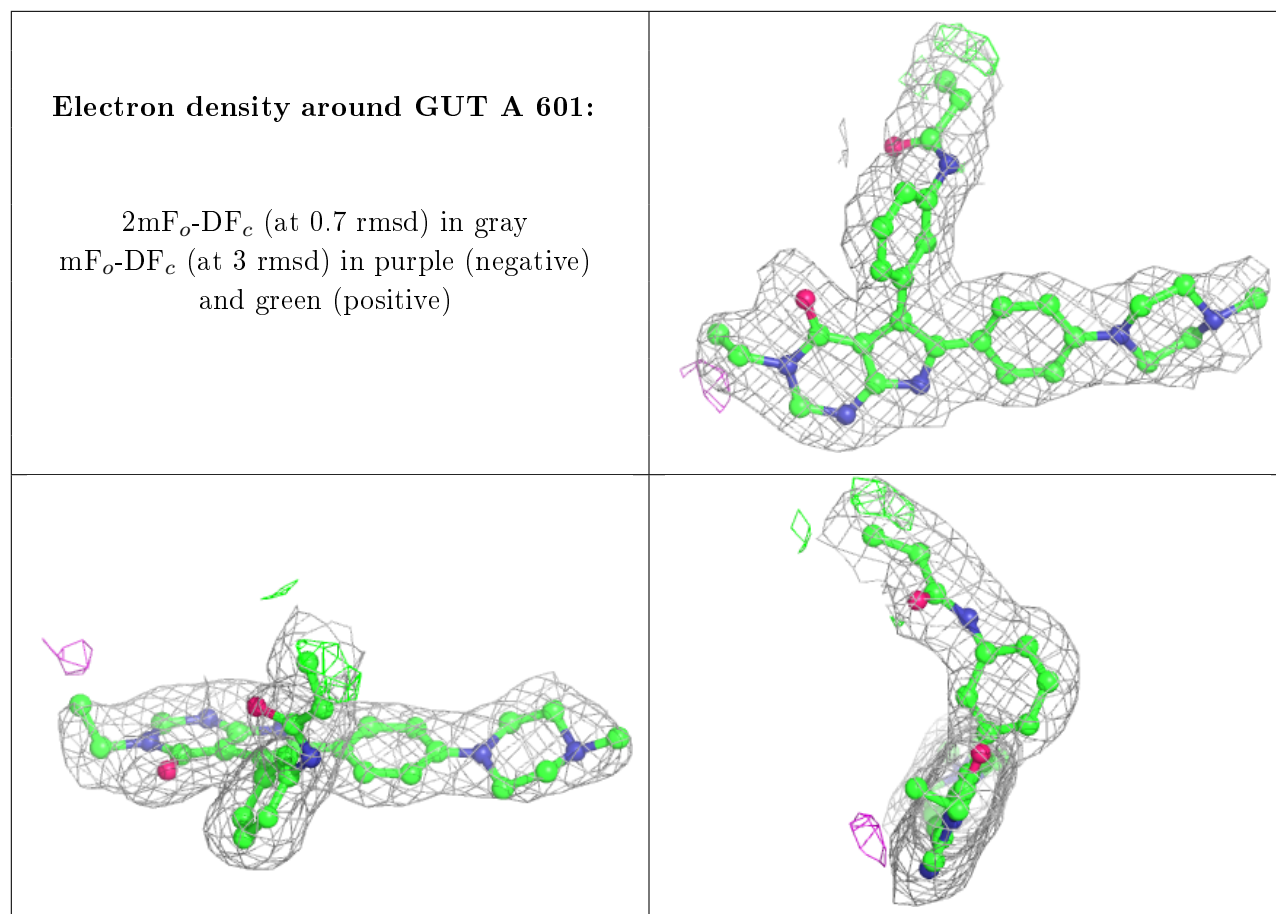 Electron density around GUT A 601:
2mFₒ-DF𝒸 (at 0.7 rmsd) in gray
mFₒ-DF𝒸 (at 3 rmsd) in purple (negative)
and green (positive)